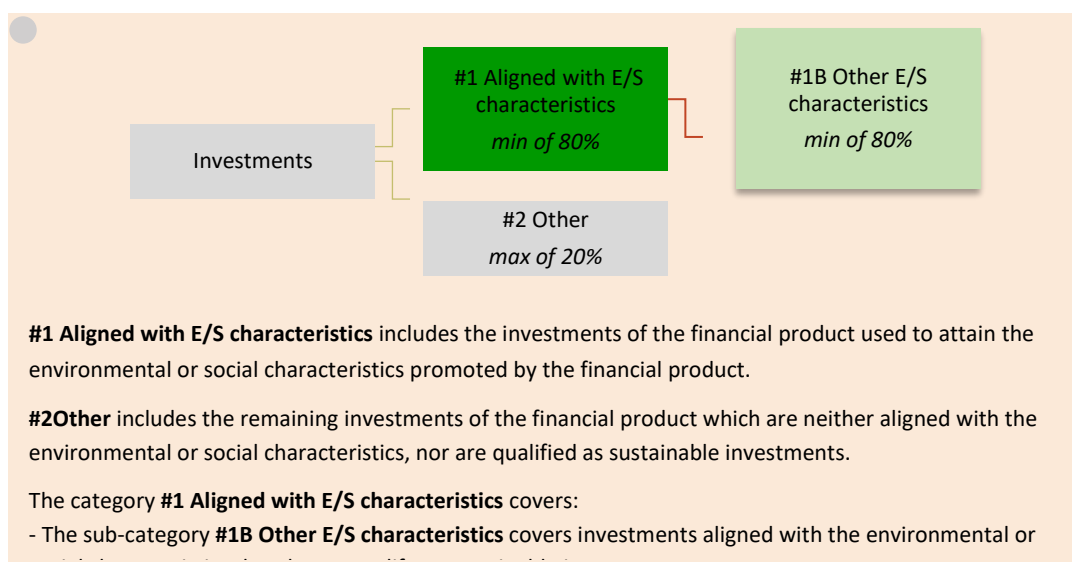 #1 Aligned with E/S
characteristics
min of 80%
#1B Other E/S
characteristics
min of 80%
Investments
#2 Other
max of 20%
#1 Aligned with E/S characteristics includes the investments of the financial product used to attain the
environmental or social characteristics promoted by the financial product.
#2Other includes the remaining investments of the financial product which are neither aligned with the
environmental or social characteristics, nor are qualified as sustainable investments.
The category #1 Aligned with E/S characteristics covers:
- The sub-category #1B Other E/S characteristics covers investments aligned with the environmental or